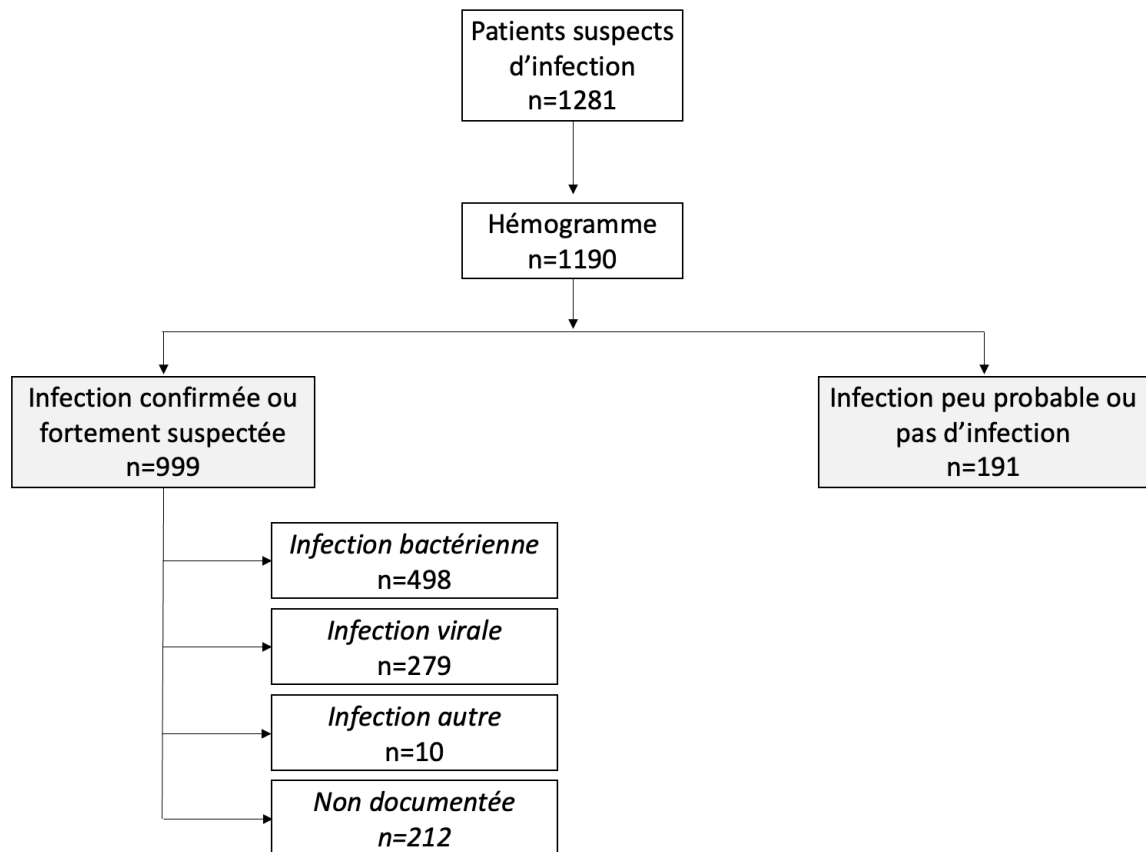 Patients suspects
d’infection
n=1281
Hémogramme
n=1190
Infection confirmée ou
fortement suspectée
n=999
Infection peu probable ou
pas d’infection
n=191
Infection bactérienne
n=498
Infection virale
n=279
Infection autre
n=10
Non documentée
n=212